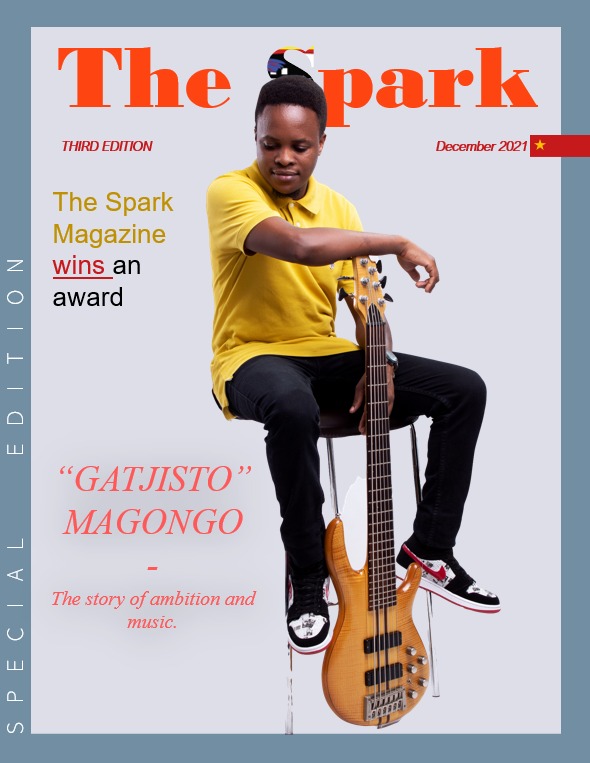 The Spark
THIRD EDITION
December 2021
The Spark
Magazine
wins an
award
SPECIAL EDITION
“GATJISTO”
MAGONGO
-
The story of ambition and
music.